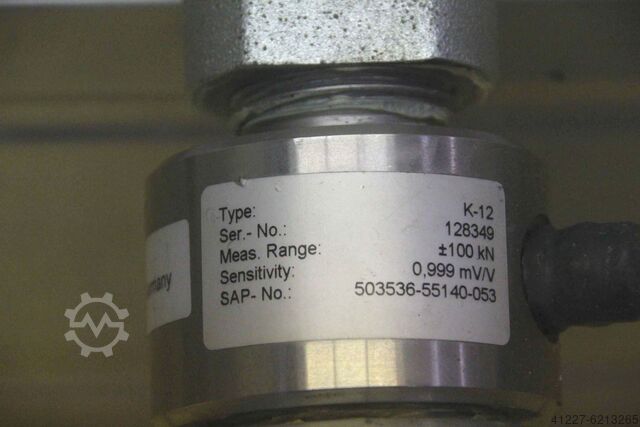 Type: K-12
Ser.- No.: 128349
Meas. Range: ±100 kN
Sensitivity: 0,999 mV/V
SAP- No.: 503536-55140-053
41227-6213265